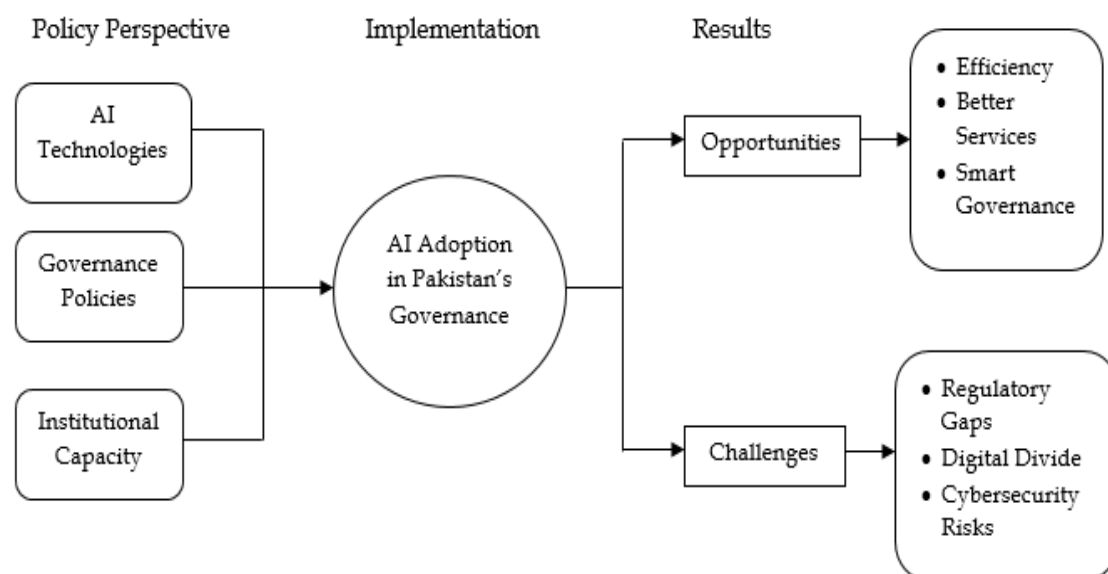 Policy Perspective
Implementation
Results
AI
Technologies
Governance
Policies
Institutional
Capacity
AI Adoption
in Pakistan’s
Governance
Opportunities
• Efficiency
• Better
Services
• Smart
Governance
Challenges
• Regulatory
Gaps
• Digital Divide
• Cybersecurity
Risks